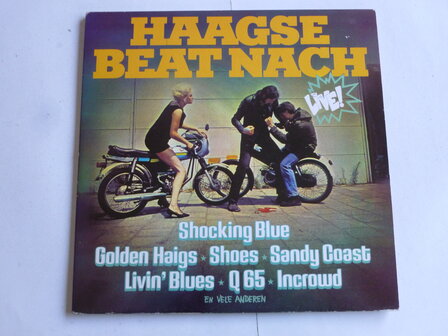 HAAGSE
BEAT NACH
LIVE!
Shocking Blue
Golden Haigs ★ Shoes ★ Sandy Coast
Livin' Blues ★ Q 65 ★ Incrowd
EN VELE ANDEREN